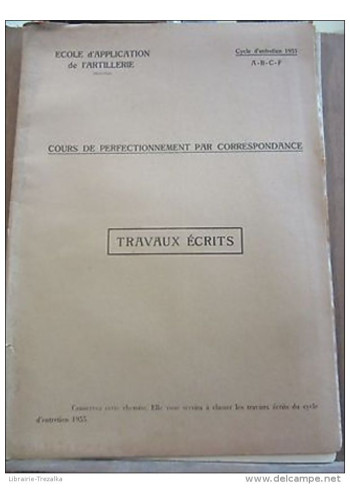 ECOLE d'APPLICATION
de l'ARTILLERIE
Cycle d'entretien 1955
A-B-C-F
COURS DE PERFECTIONNEMENT PAR CORRESPONDANCE
TRAVAUX ÉCRITS
Conservez cette chemise. Elle vous servira à classer les travaux écrits du cycle
d'entretien 1955.
Librairie-Trezalka
delcampe.net